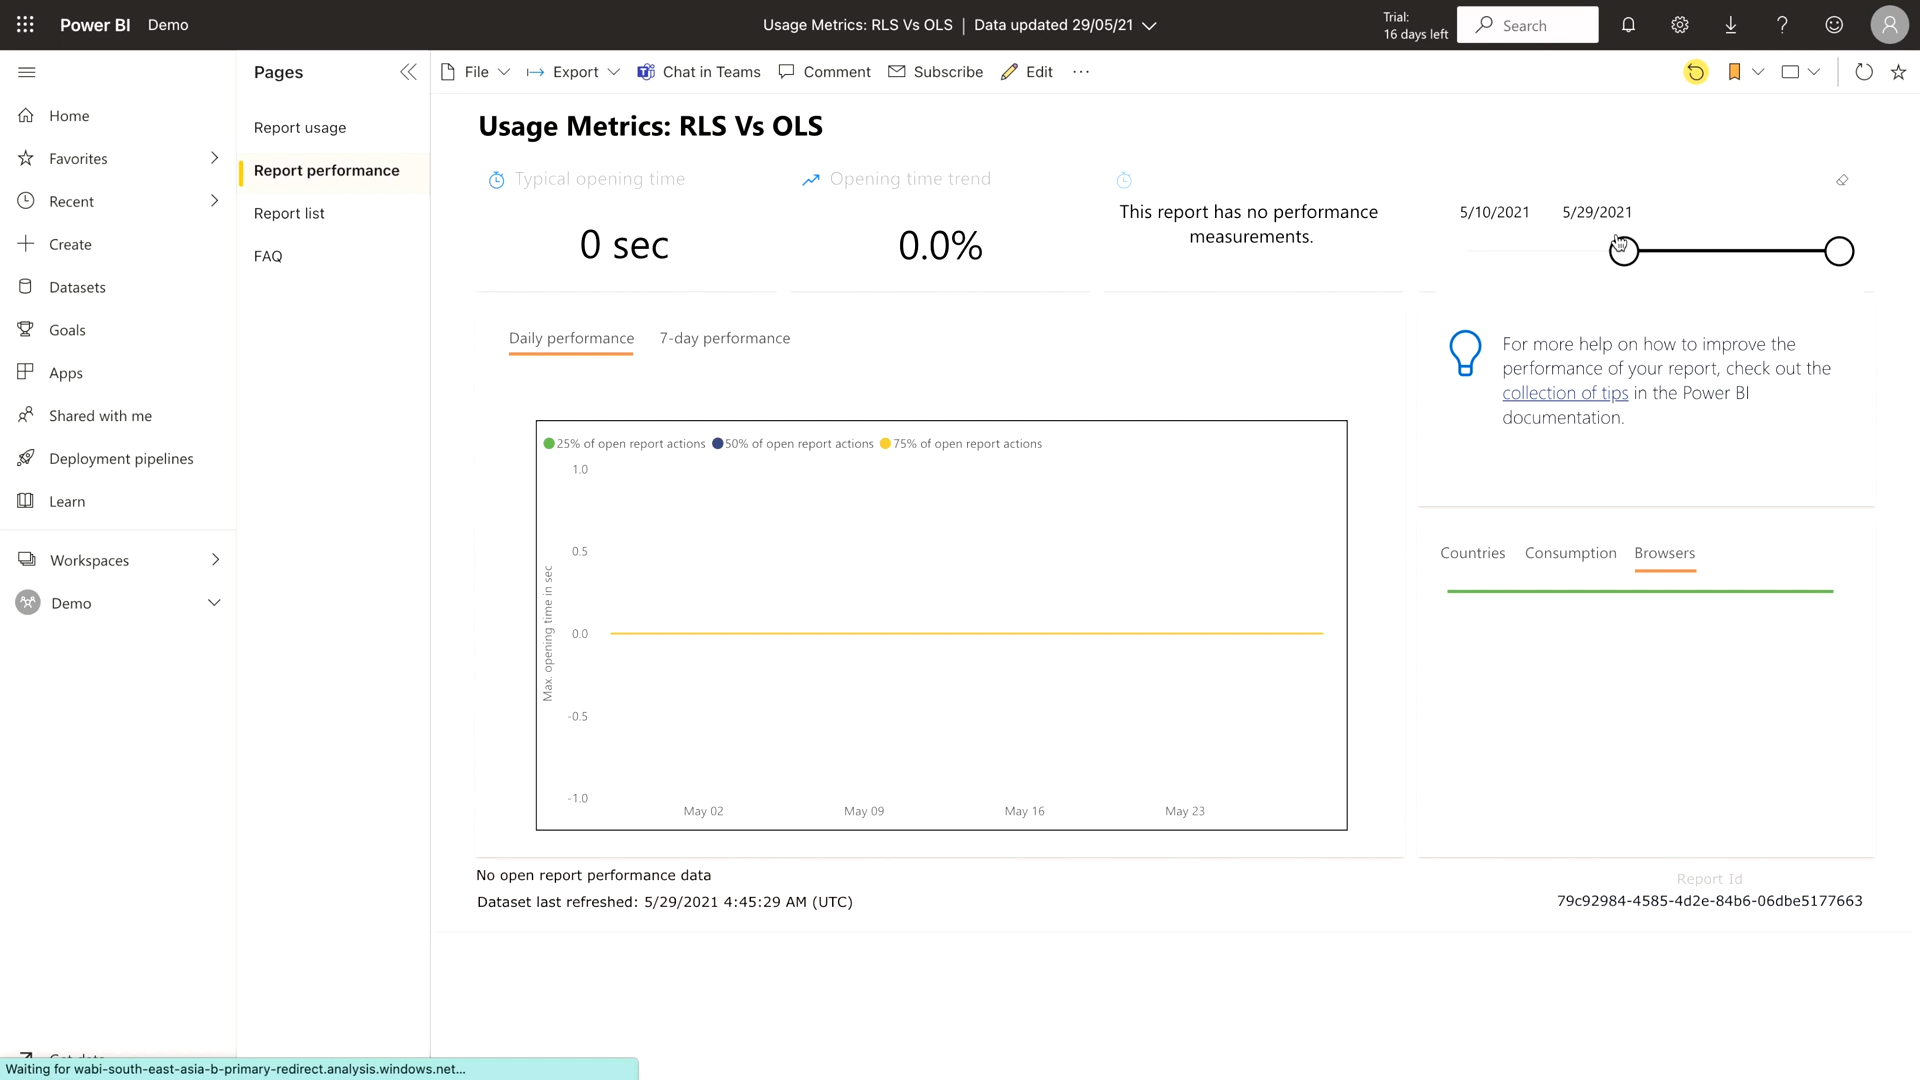 Power BI Demo
Usage Metrics: RLS Vs OLS | Data updated 29/05/21
Trial:
16 days left
Search
Home
Favorites
Recent
Create
Datasets
Goals
Apps
Shared with me
Deployment pipelines
Learn
Workspaces
Demo
Pages
Report usage
Report performance
Report list
FAQ
File Export Chat in Teams Comment Subscribe Edit ···
Usage Metrics: RLS Vs OLS
Typical opening time
0 sec
Opening time trend
0.0%
This report has no performance
measurements.
5/10/2021 5/29/2021
Daily performance 7-day performance
25% of open report actions 50% of open report actions 75% of open report actions
Max. opening time in sec
1.0
0.5
0.0
-0.5
-1.0
May 02 May 09 May 16 May 23
For more help on how to improve the
performance of your report, check out the
collection of tips in the Power BI
documentation.
Countries Consumption Browsers
No open report performance data
Dataset last refreshed: 5/29/2021 4:45:29 AM (UTC)
Report Id
79c92984-4585-4d2e-84b6-06dbe5177663
Waiting for wabi-south-east-asia-b-primary-redirect.analysis.windows.net...